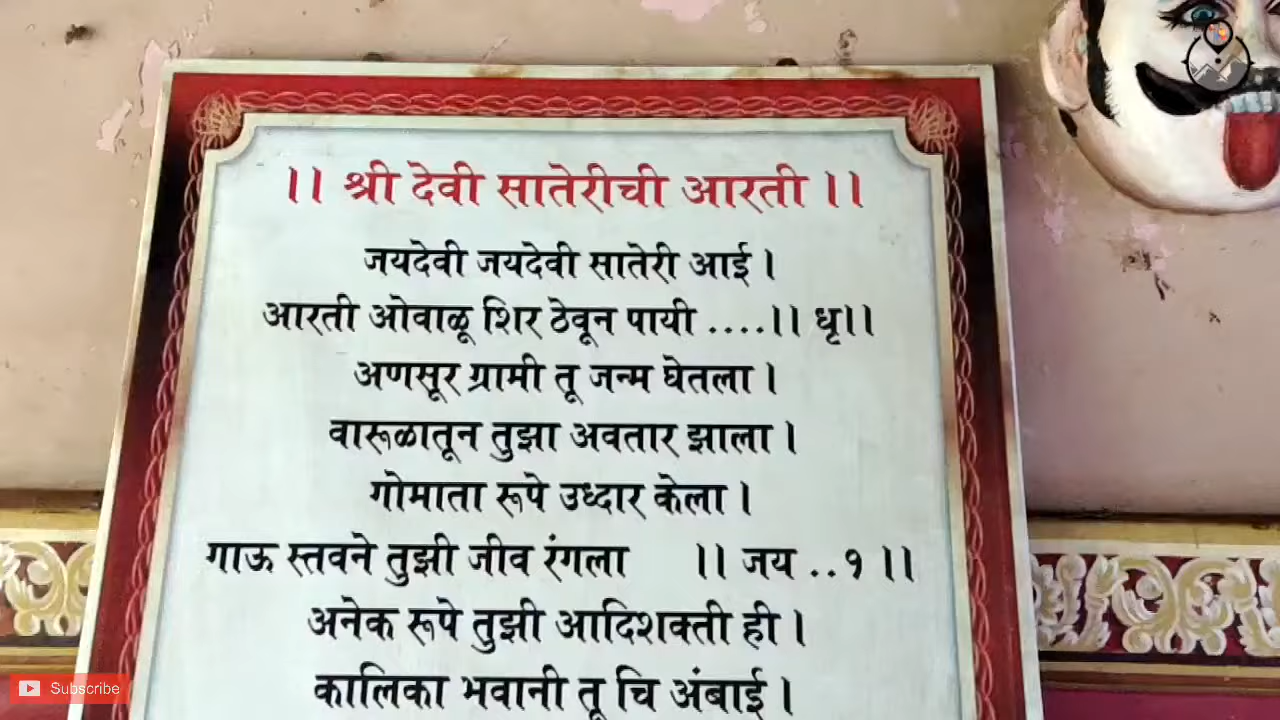 ।। श्री देवी सातेरीची आरती ।।
जयदेवी जयदेवी सातेरी आई ।
आरती ओवाळू शिर ठेवून पायी ....।। धृ।।
अणसूर ग्रामी तू जन्म घेतला ।
वारूळातून तुझा अवतार झाला ।
गोमाता रूपे उध्दार केला ।
गाऊ स्तवने तुझी जीव रंगला ।। जय ..१ ।।
अनेक रूपे तुझी आदिशक्ती ही ।
कालिका भवानी तू चि अंबाई ।
Subscribe